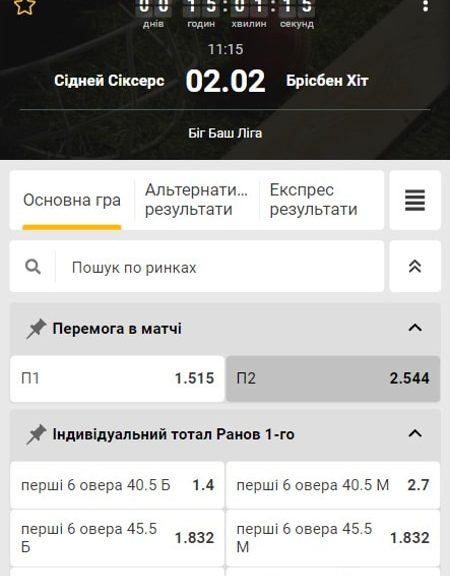 00 15:01:15
днів годин хвилин секунд
11:15
Сідней Сіксерс 02.02 Брісбен Хіт
Біг Баш Ліга
Основна гра
Альтернати...
результати
Експрес
результати
Пошук по ринках
Перемога в матчі
П1 1.515 П2 2.544
Індивідуальний тотал Ранов 1-го
перші 6 овера 40.5 Б 1.4 перші 6 овера 40.5 М 2.7
перші 6 овера 45.5
Б 1.832
перші 6 овера 45.5
М 1.832